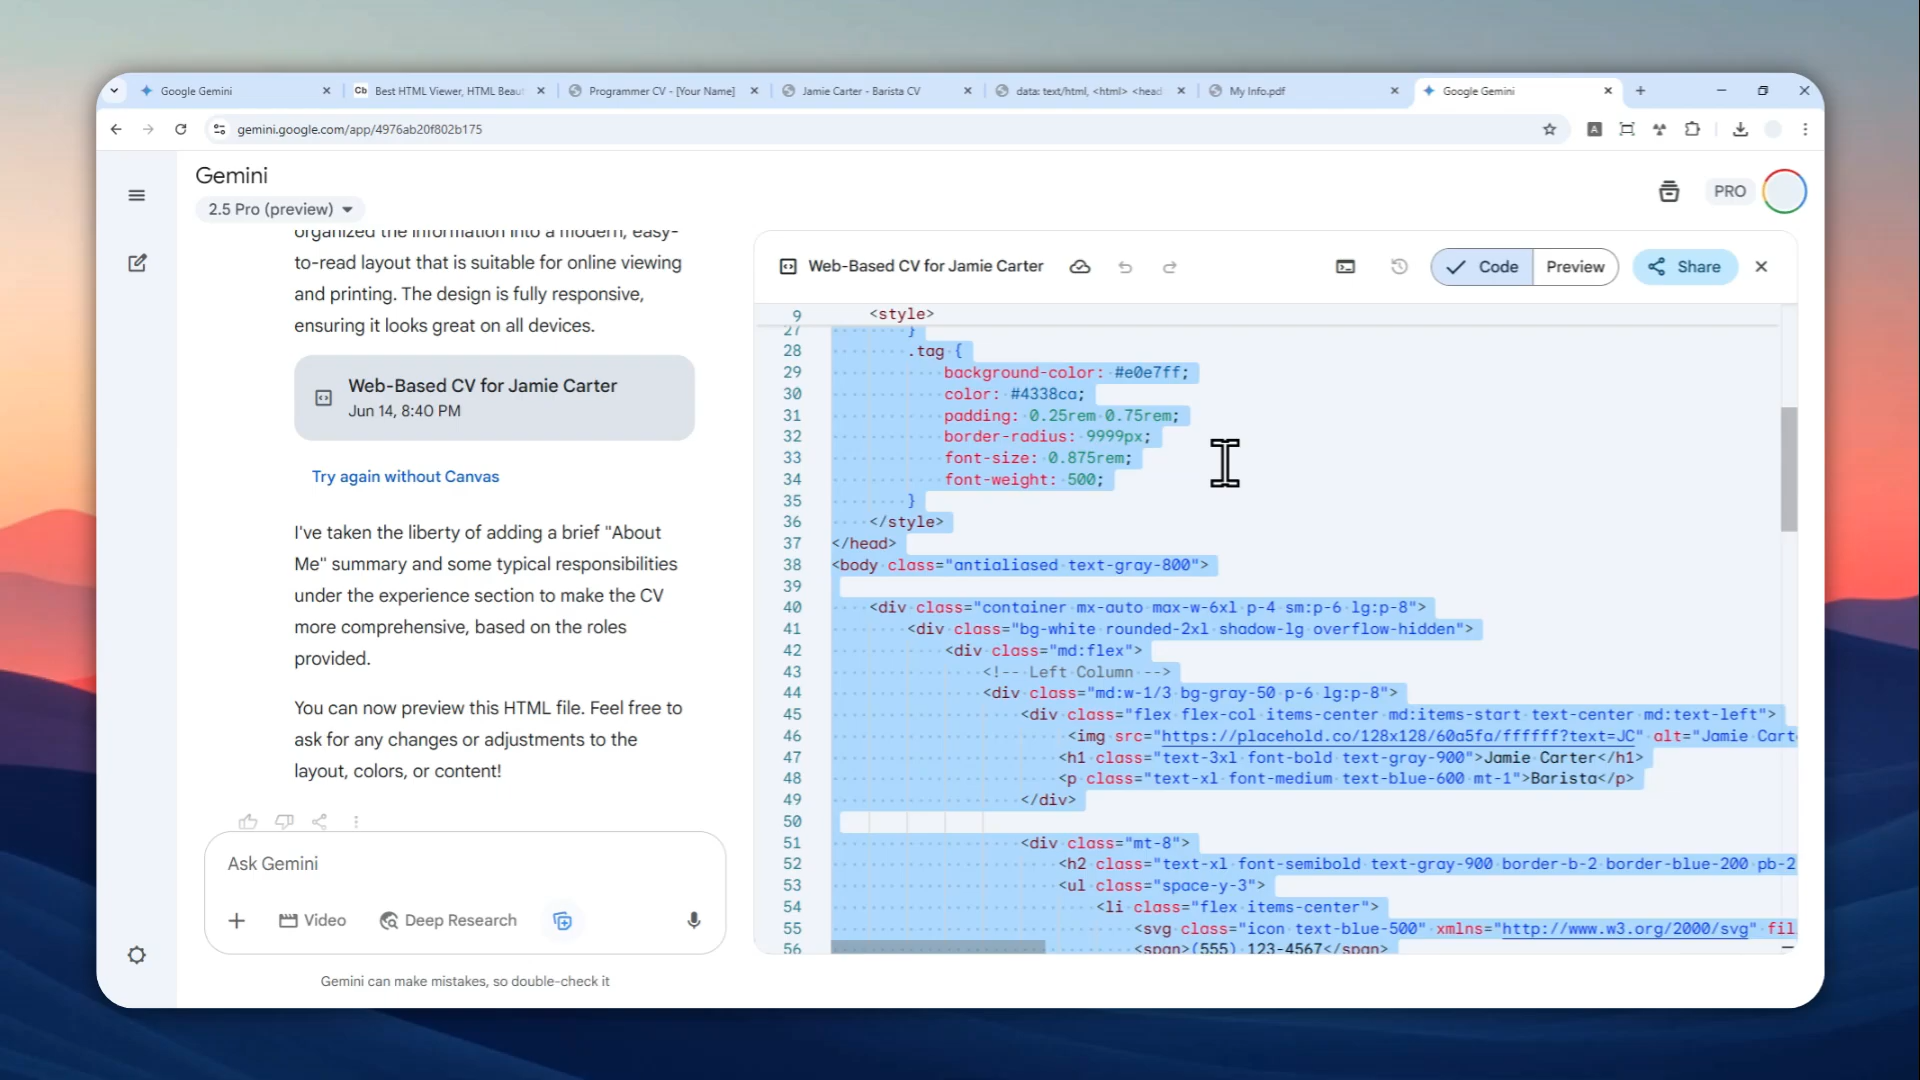 Google Gemini
Best HTML Viewer, HTML Beau
Programmer CV - [Your Name]
Jamie Carter - Barista CV
data: text/html, <html> <head
My Info.pdf
Google Gemini
gemini.google.com/app/4976ab20f802b175
Gemini
2.5 Pro (preview)
PRO
organized the information into a modern, easy-
to-read layout that is suitable for online viewing
and printing. The design is fully responsive,
ensuring it looks great on all devices.
Web-Based CV for Jamie Carter
Jun 14, 8:40 PM
Try again without Canvas
I've taken the liberty of adding a brief "About
Me" summary and some typical responsibilities
under the experience section to make the CV
more comprehensive, based on the roles
provided.
You can now preview this HTML file. Feel free to
ask for any changes or adjustments to the
layout, colors, or content!
Ask Gemini
Video
Deep Research
Gemini can make mistakes, so double-check it
Web-Based CV for Jamie Carter
Code
Preview
Share
9 <style>
27 }
28 .tag {
29 background-color: #e0e7ff;
30 color: #4338ca;
31 padding: 0.25rem 0.75rem;
32 border-radius: 9999px;
33 font-size: 0.875rem;
34 font-weight: 500;
35 }
36 </style>
37 </head>
38 <body class="antialiased text-gray-800">
39
40 <div class="container mx-auto max-w-6xl p-4 sm:p-6 lg:p-8">
41 <div class="bg-white rounded-2xl shadow-lg overflow-hidden">
42 <div class="md:flex">
43 <!-- Left Column -->
44 <div class="md:w-1/3 bg-gray-50 p-6 lg:p-8">
45 <div class="flex flex-col items-center md:items-start text-center md:text-left">
46 <img src="https://placehold.co/128x128/60a5fa/ffffff?text=JC" alt="Jamie Cart
47 <h1 class="text-3xl font-bold text-gray-900">Jamie Carter</h1>
48 <p class="text-xl font-medium text-blue-600 mt-1">Barista</p>
49 </div>
50
51 <div class="mt-8">
52 <h2 class="text-xl font-semibold text-gray-900 border-b-2 border-blue-200 pb-2
53 <ul class="space-y-3">
54 <li class="flex items-center">
55 <svg class="icon text-blue-500" xmlns="http://www.w3.org/2000/svg" fil
56 <span>(555) 123-4567</span>